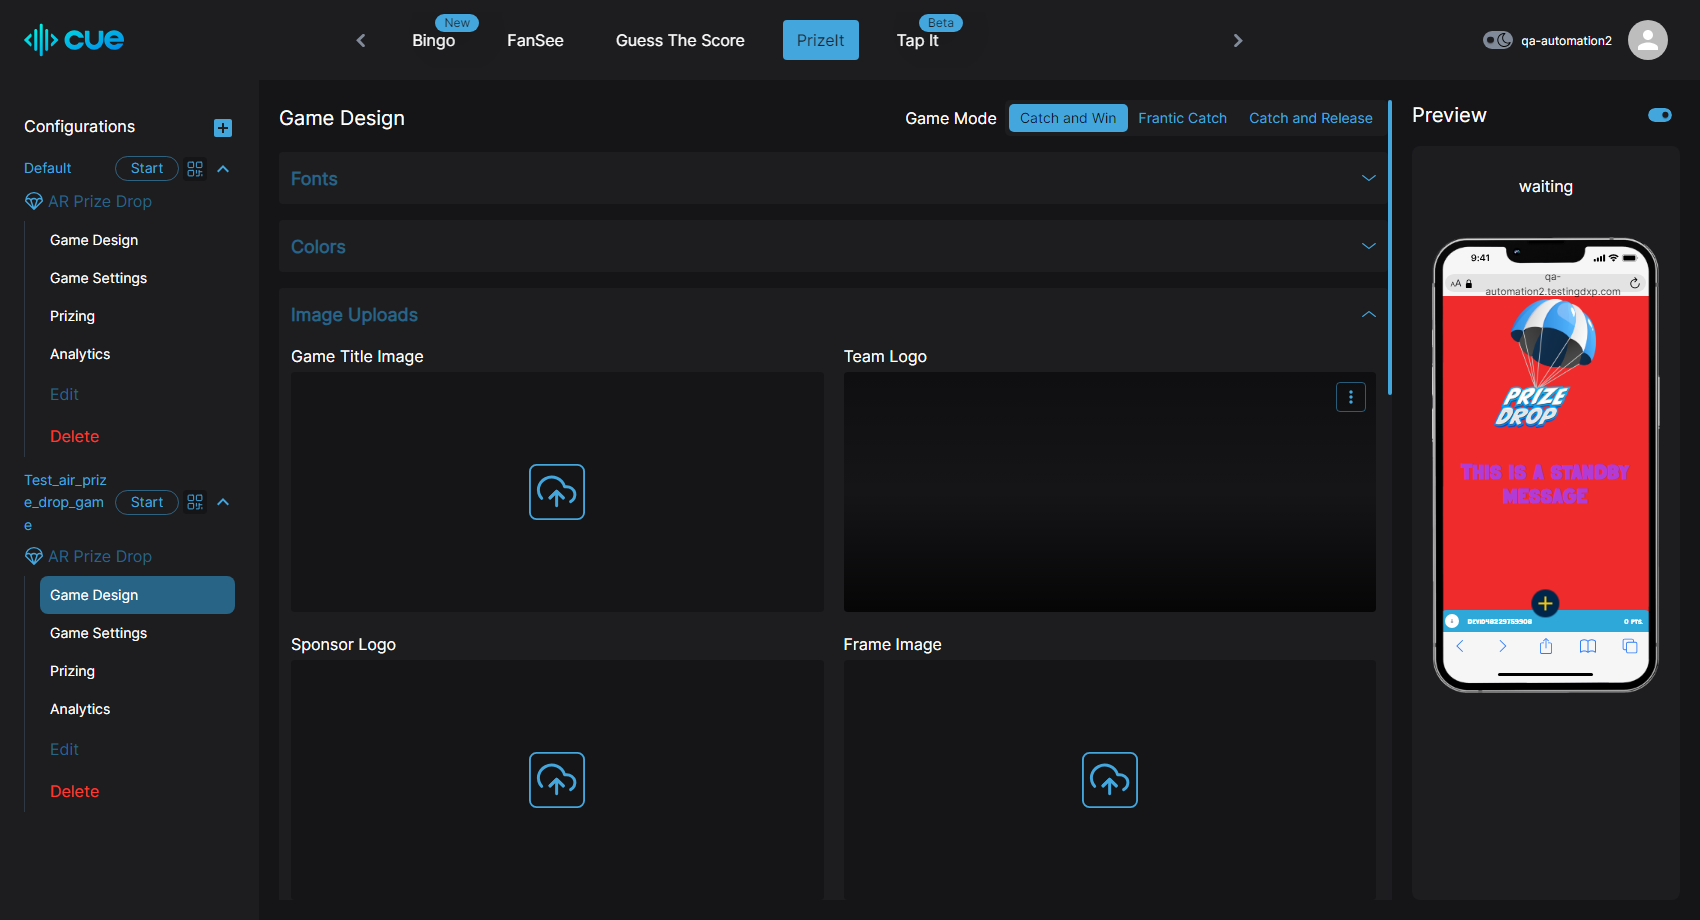 cue
New
Bingo
FanSee
Guess The Score
PrizeIt
Beta
Tap It
qa-automation2
Configurations
Default
Start
AR Prize Drop
Game Design
Game Settings
Prizing
Analytics
Edit
Delete
Test_air_priz
e_drop_gam
e
Start
AR Prize Drop
Game Design
Game Settings
Prizing
Analytics
Edit
Delete
Game Design
Game Mode
Catch and Win
Frantic Catch
Catch and Release
Fonts
Colors
Image Uploads
Game Title Image
Team Logo
Sponsor Logo
Frame Image
Preview
waiting
9:41
AA
qa-
automation2.testingdxp.com
PRIZE
DROP
THIS IS A STANDBY
MESSAGE
0 PTS.